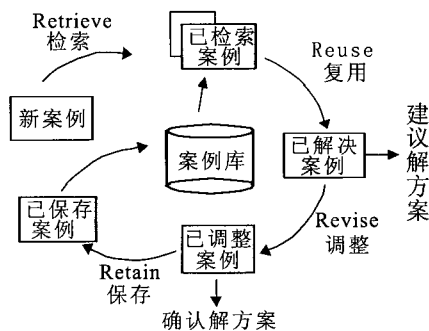 Retrieve
检索
已检索
案例
Reuse
复用
新案例
案例库
已解决
案例
建议解方案
已保存
案例
已调整
案例
Revise
调整
Retain
保存
确认解方案